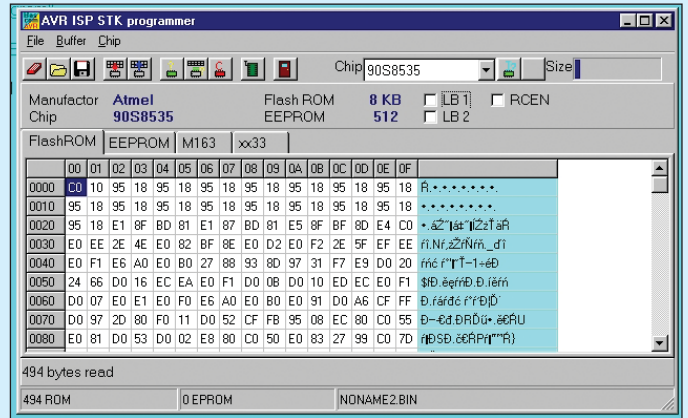 AVR ISP STK programmer
File Buffer Chip
Chip 90S8535 Size
Manufactor Atmel Flash ROM 8 KB LB 1 RCEN
Chip 90S8535 EEPROM 512 LB 2
FlashROM EEPROM M163 xx33
00 01 02 03 04 05 06 07 08 09 0A 0B 0C 0D 0E 0F
0000 C0 10 95 18 95 18 95 18 95 18 95 18 95 18 95 18
0010 95 18 95 18 95 18 95 18 95 18 95 18 95 18 95 18
0020 95 18 E1 8F BD 81 E1 87 BD 81 E5 8F BF 8D E4 C0
0030 E0 EE 2E 4E E0 82 BF 8E E0 D2 E0 F2 2E 5F EF EE
0040 E0 F1 E6 A0 E0 B0 27 88 93 8D 97 31 F7 E9 D0 20
0050 24 66 D0 16 EC EA E0 F1 D0 0B D0 10 ED EC E0 F1
0060 D0 07 E0 E1 E0 F0 E6 A0 E0 B0 E0 91 D0 A6 CF FF
0070 D0 97 2D 80 F0 11 D0 52 CF FB 95 08 EC 80 C0 55
0080 E0 81 D0 53 D0 02 E8 80 C0 50 E0 83 27 99 C0 7D
494 bytes read
494 ROM 0 EPROM NONAME2.BIN